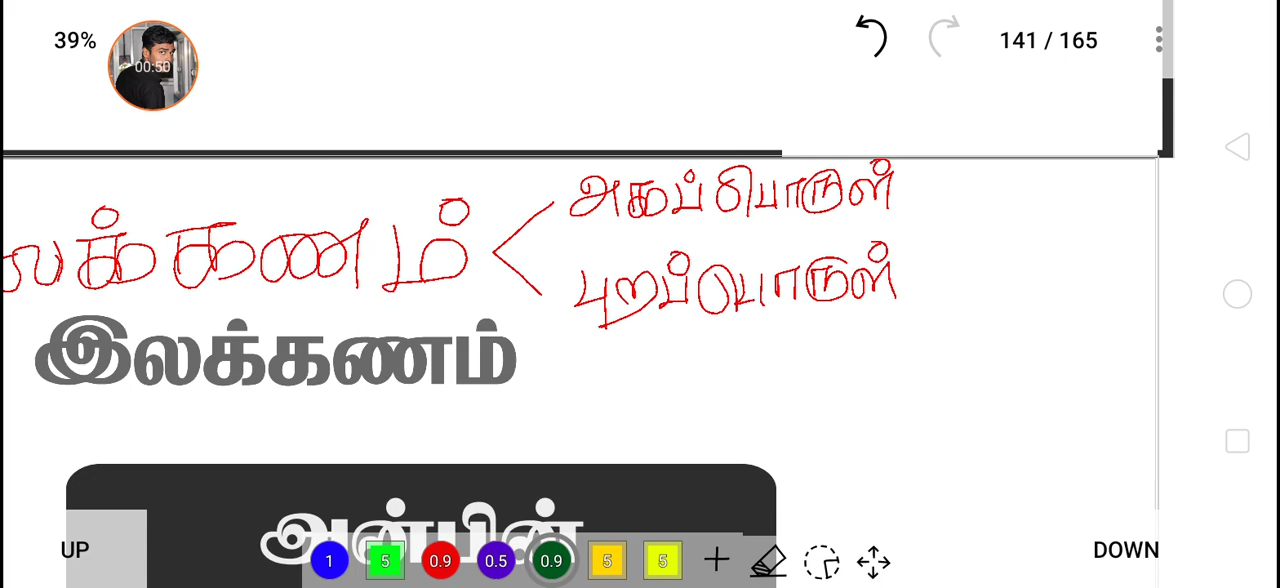 39%
00:50
141 / 165
அகப்பொருள்
லக்கணம்
புறப்பொருள்
இலக்கணம்
அன்பின்
UP
1 5 0.9 0.5 0.9 5 5
DOWN